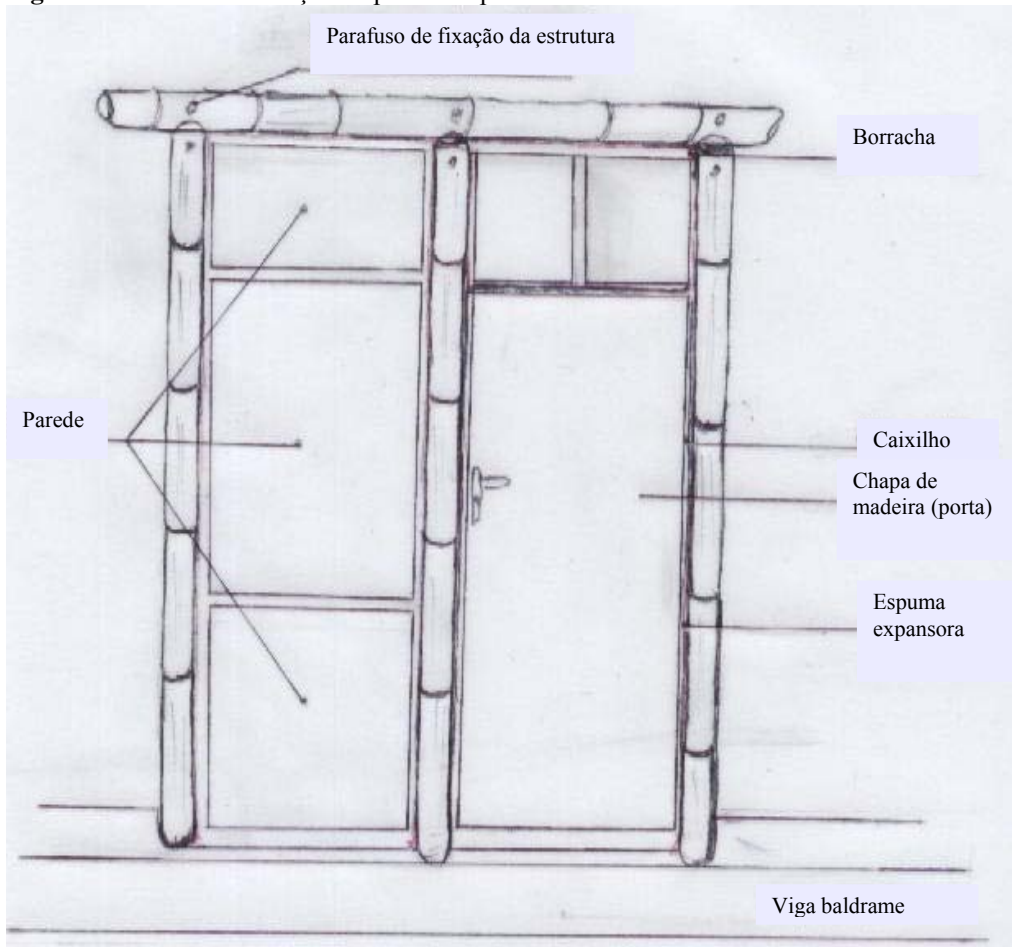 Parafuso de fixação da estrutura
Borracha
Parede
Caixilho
Chapa de
madeira (porta)
Espuma
expansora
Viga baldrame